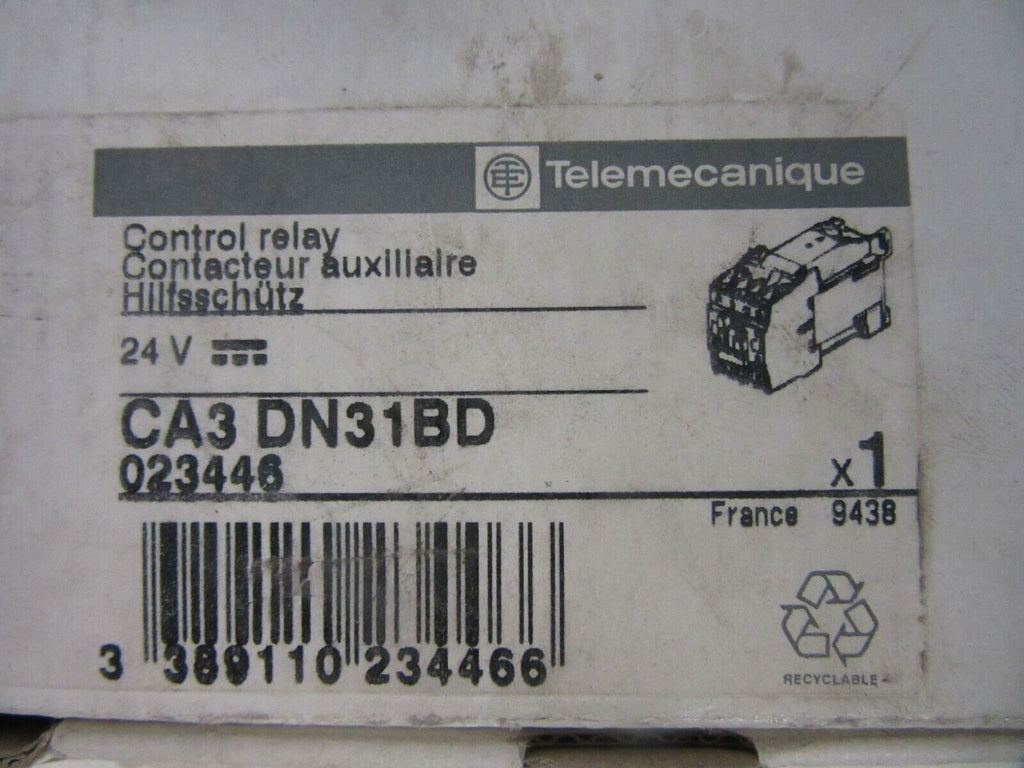 Telemecanique
Control relay
Contacteur auxiliaire
Hilfsschütz
24 V
CA3 DN31BD
023446
x1
France 9438
3 389110 234466
RECYCLABLE